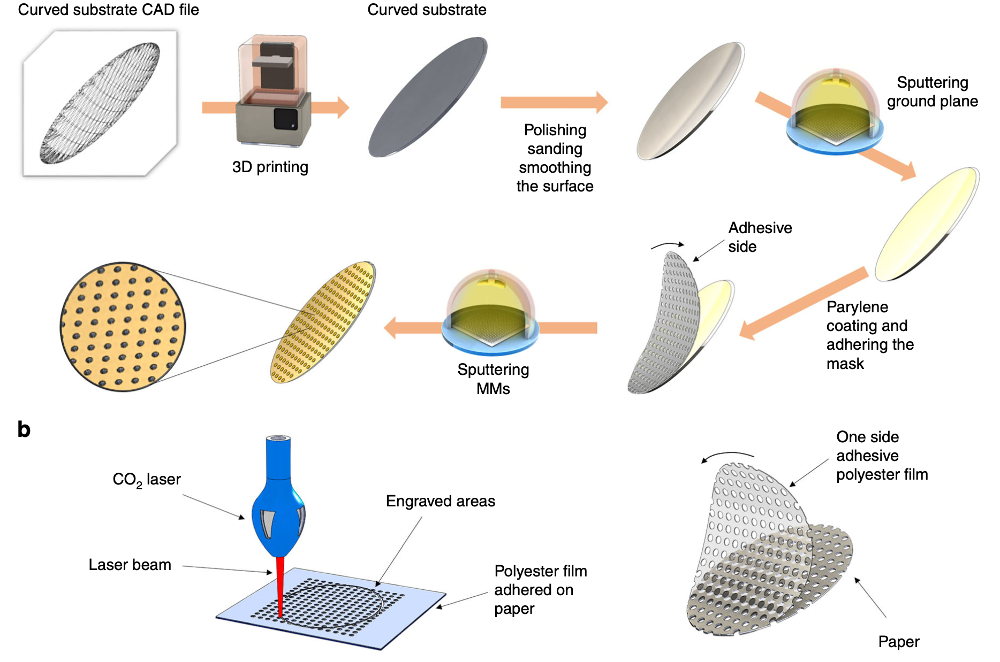 Curved substrate CAD file
Curved substrate
3D printing
Polishing
sanding
smoothing
the surface
Sputtering
ground plane
Adhesive
side
Parylene
coating and
adhering the
mask
Sputtering
MMs
b
CO₂ laser
Laser beam
Engraved areas
Polyester film
adhered on
paper
One side
adhesive
polyester film
Paper